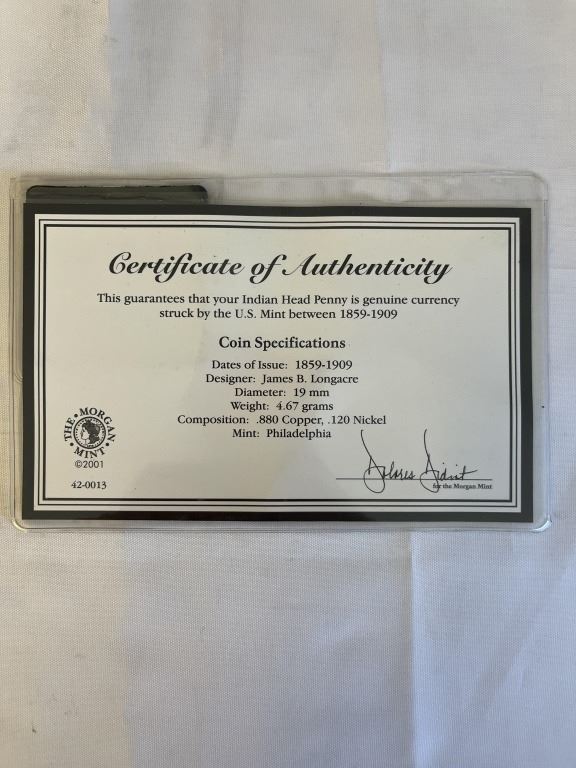 Certificate of Authenticity
This guarantees that your Indian Head Penny is genuine currency
struck by the U.S. Mint between 1859-1909
Coin Specifications
Dates of Issue: 1859-1909
Designer: James B. Longacre
Diameter: 19 mm
Weight: 4.67 grams
Composition: .880 Copper, .120 Nickel
Mint: Philadelphia
THE MORGAN
MINT
©2001
42-0013
Dolores
for the Morgan Mint